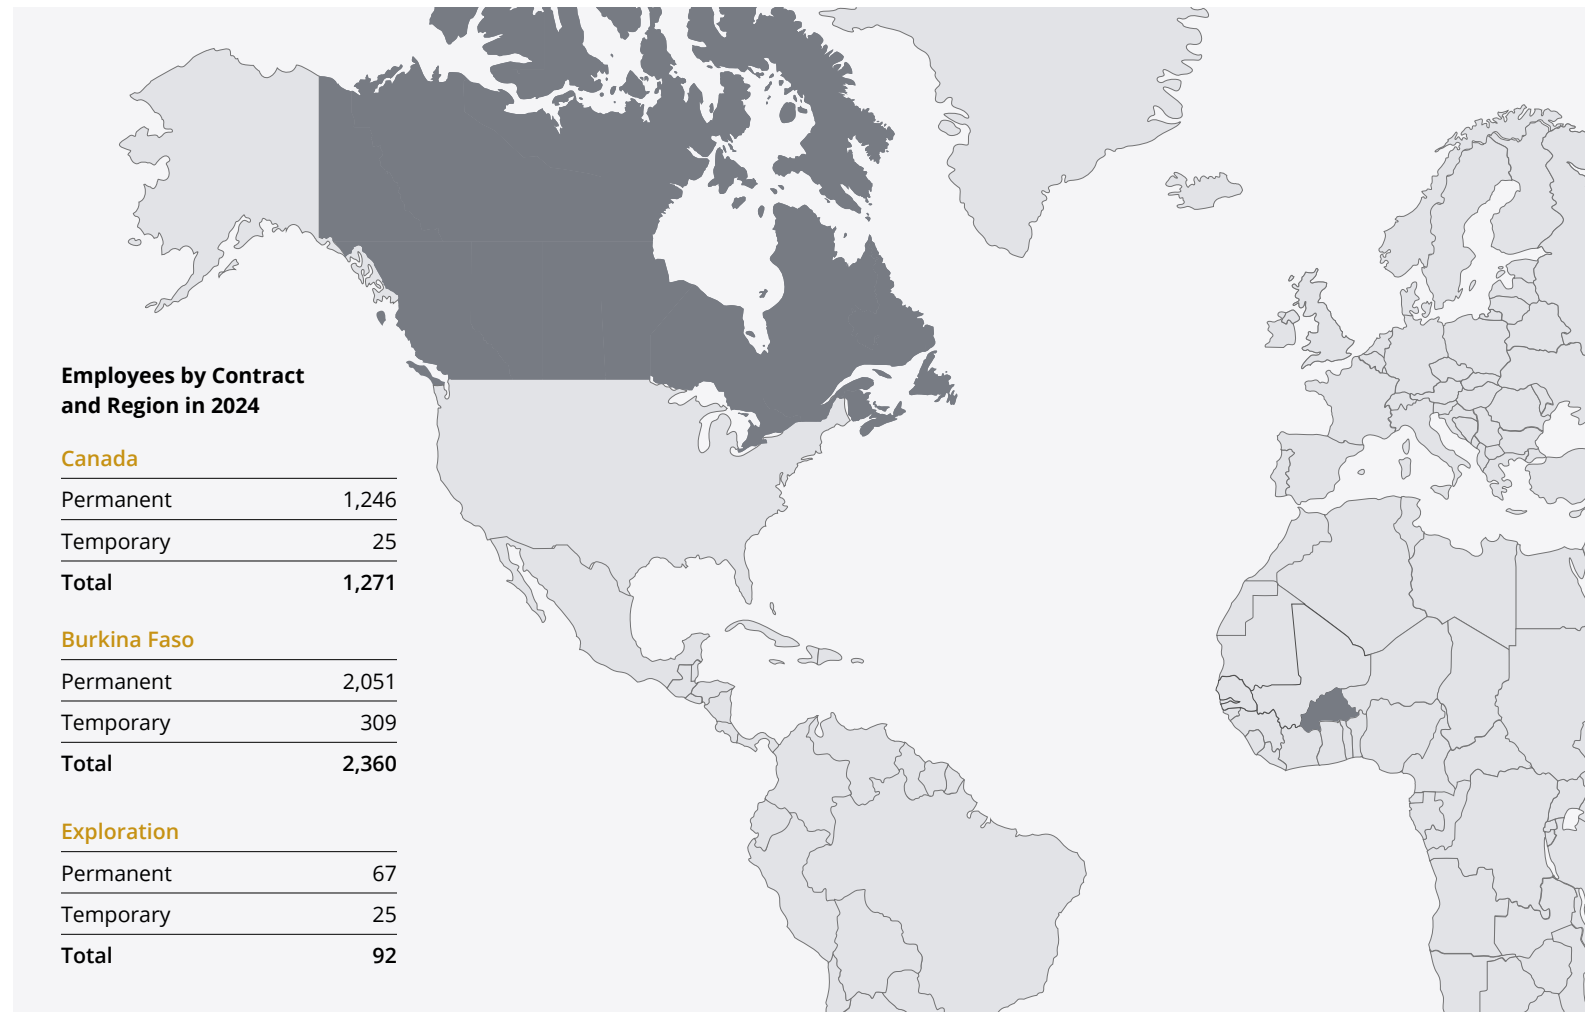 Employees by Contract
and Region in 2024
Canada
Permanent 1,246
Temporary 25
Total 1,271
Burkina Faso
Permanent 2,051
Temporary 309
Total 2,360
Exploration
Permanent 67
Temporary 25
Total 92